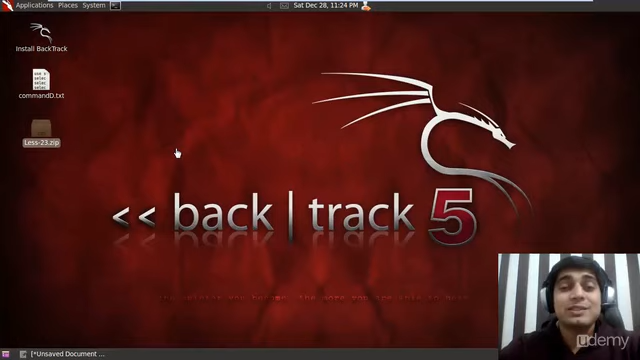 Applications Places System
Sat Dec 28, 11:24 PM
Install BackTrack
commandD.txt
Less-23.zip
<< back | track 5
[*Unsaved Document ...
udemy